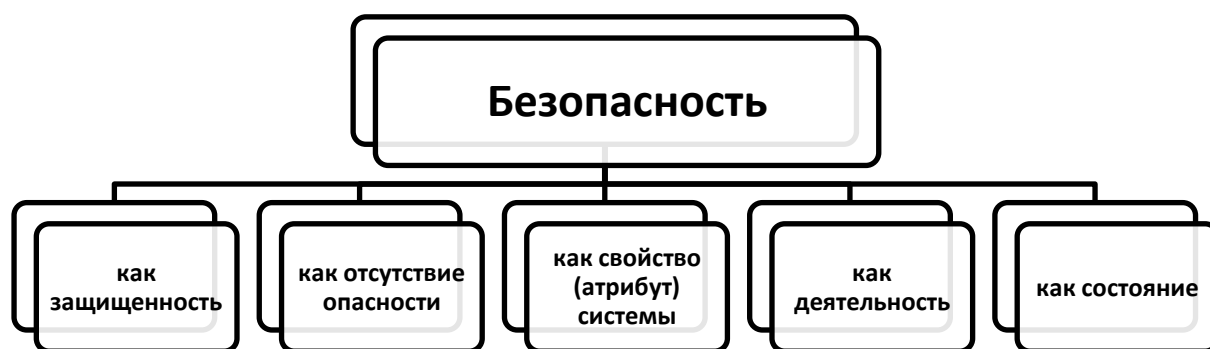 Безопасность
как
защищенность
как отсутствие
опасности
как свойство
(атрибут)
системы
как
деятельность
как состояние